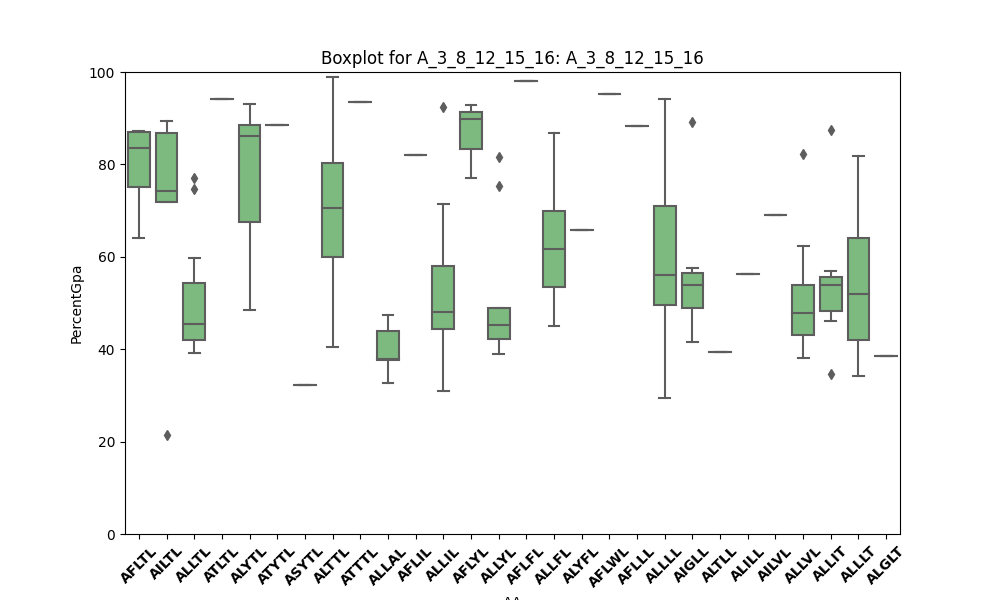 Boxplot for A_3_8_12_15_16: A_3_8_12_15_16
PercentGpa
100
80
60
40
20
0
AFLTL
AILTL
ALLTL
ATLTL
ALYTL
ATYTL
ASYTL
ALTTL
ATTTL
ALLAL
AFLIL
ALLIL
AFLYL
ALLYL
AFLFL
ALLFL
ALYFL
AFLWL
AFLLL
ALLLL
AIGLL
ALTLL
ALILL
AILVL
ALLVL
ALLIT
ALLLT
ALGLT